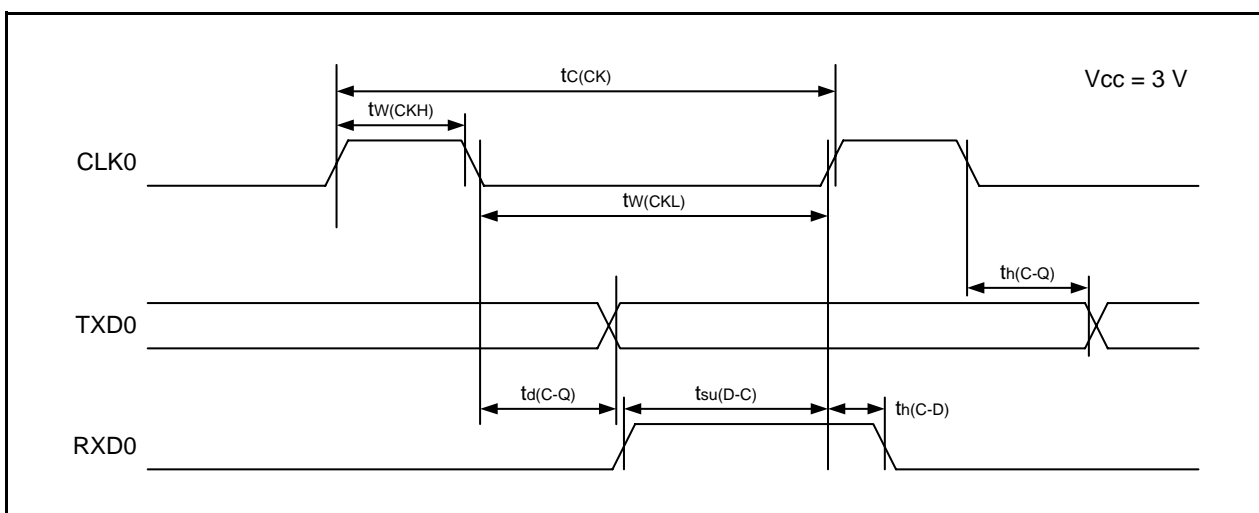 tC(CK)
Vcc = 3 V
tW(CKH)
CLK0
tW(CKL)
th(C-Q)
TXD0
td(C-Q)
tsu(D-C)
th(C-D)
RXD0